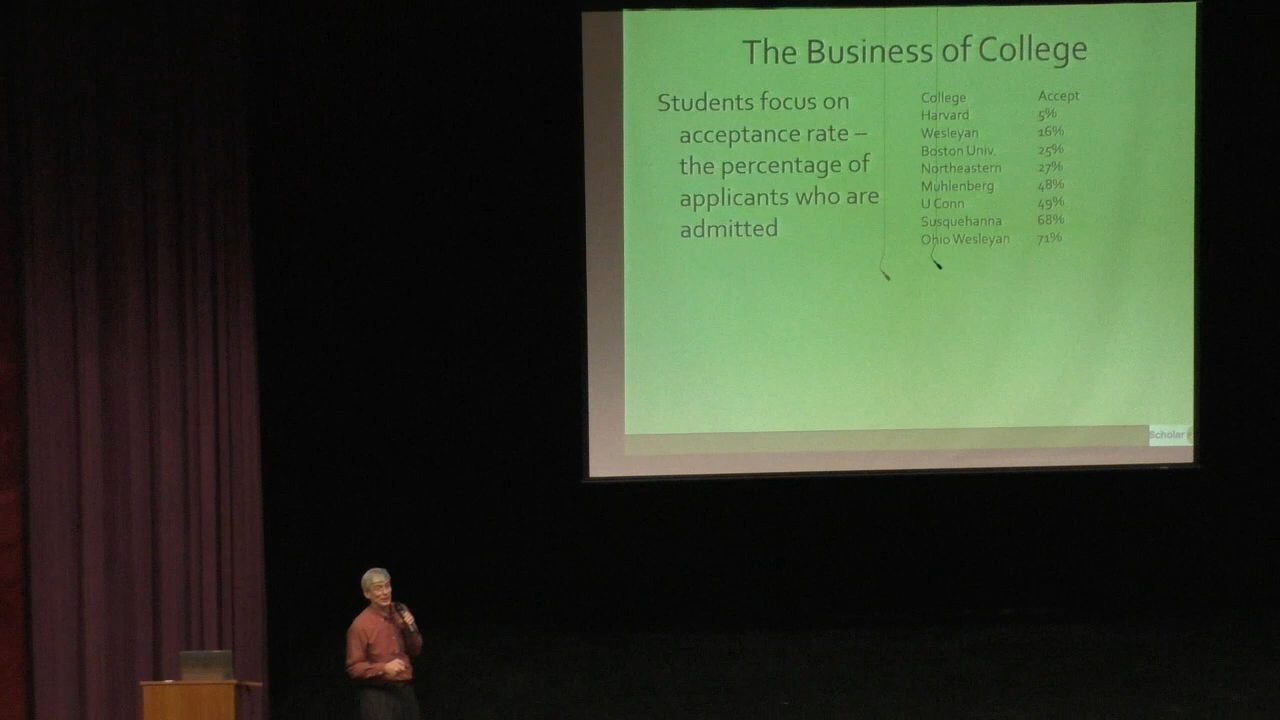 The Business of College
Students focus on
acceptance rate –
the percentage of
applicants who are
admitted
College Accept
Harvard 5%
Wesleyan 16%
Boston Univ. 25%
Northeastern 27%
Muhlenberg 48%
U Conn 49%
Susquehanna 68%
Ohio Wesleyan 71%
Scholar